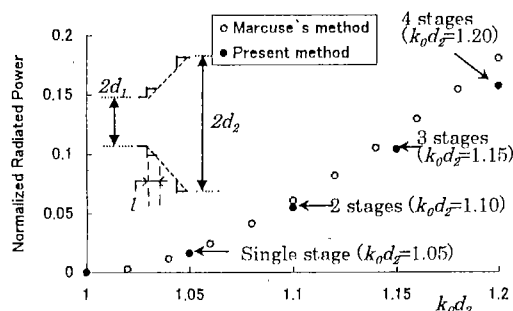 Normalized Radiated Power
0.2
0.15
0.1
0.05
0
1
1.05
1.1
1.15
1.2
k₀d₂
○ Marcuse`s method
● Present method
2d₁
2d₂
l
4 stages
(k₀d₂=1.20)
3 stages
(k₀d₂=1.15)
2 stages (k₀d₂=1.10)
Single stage (k₀d₂=1.05)